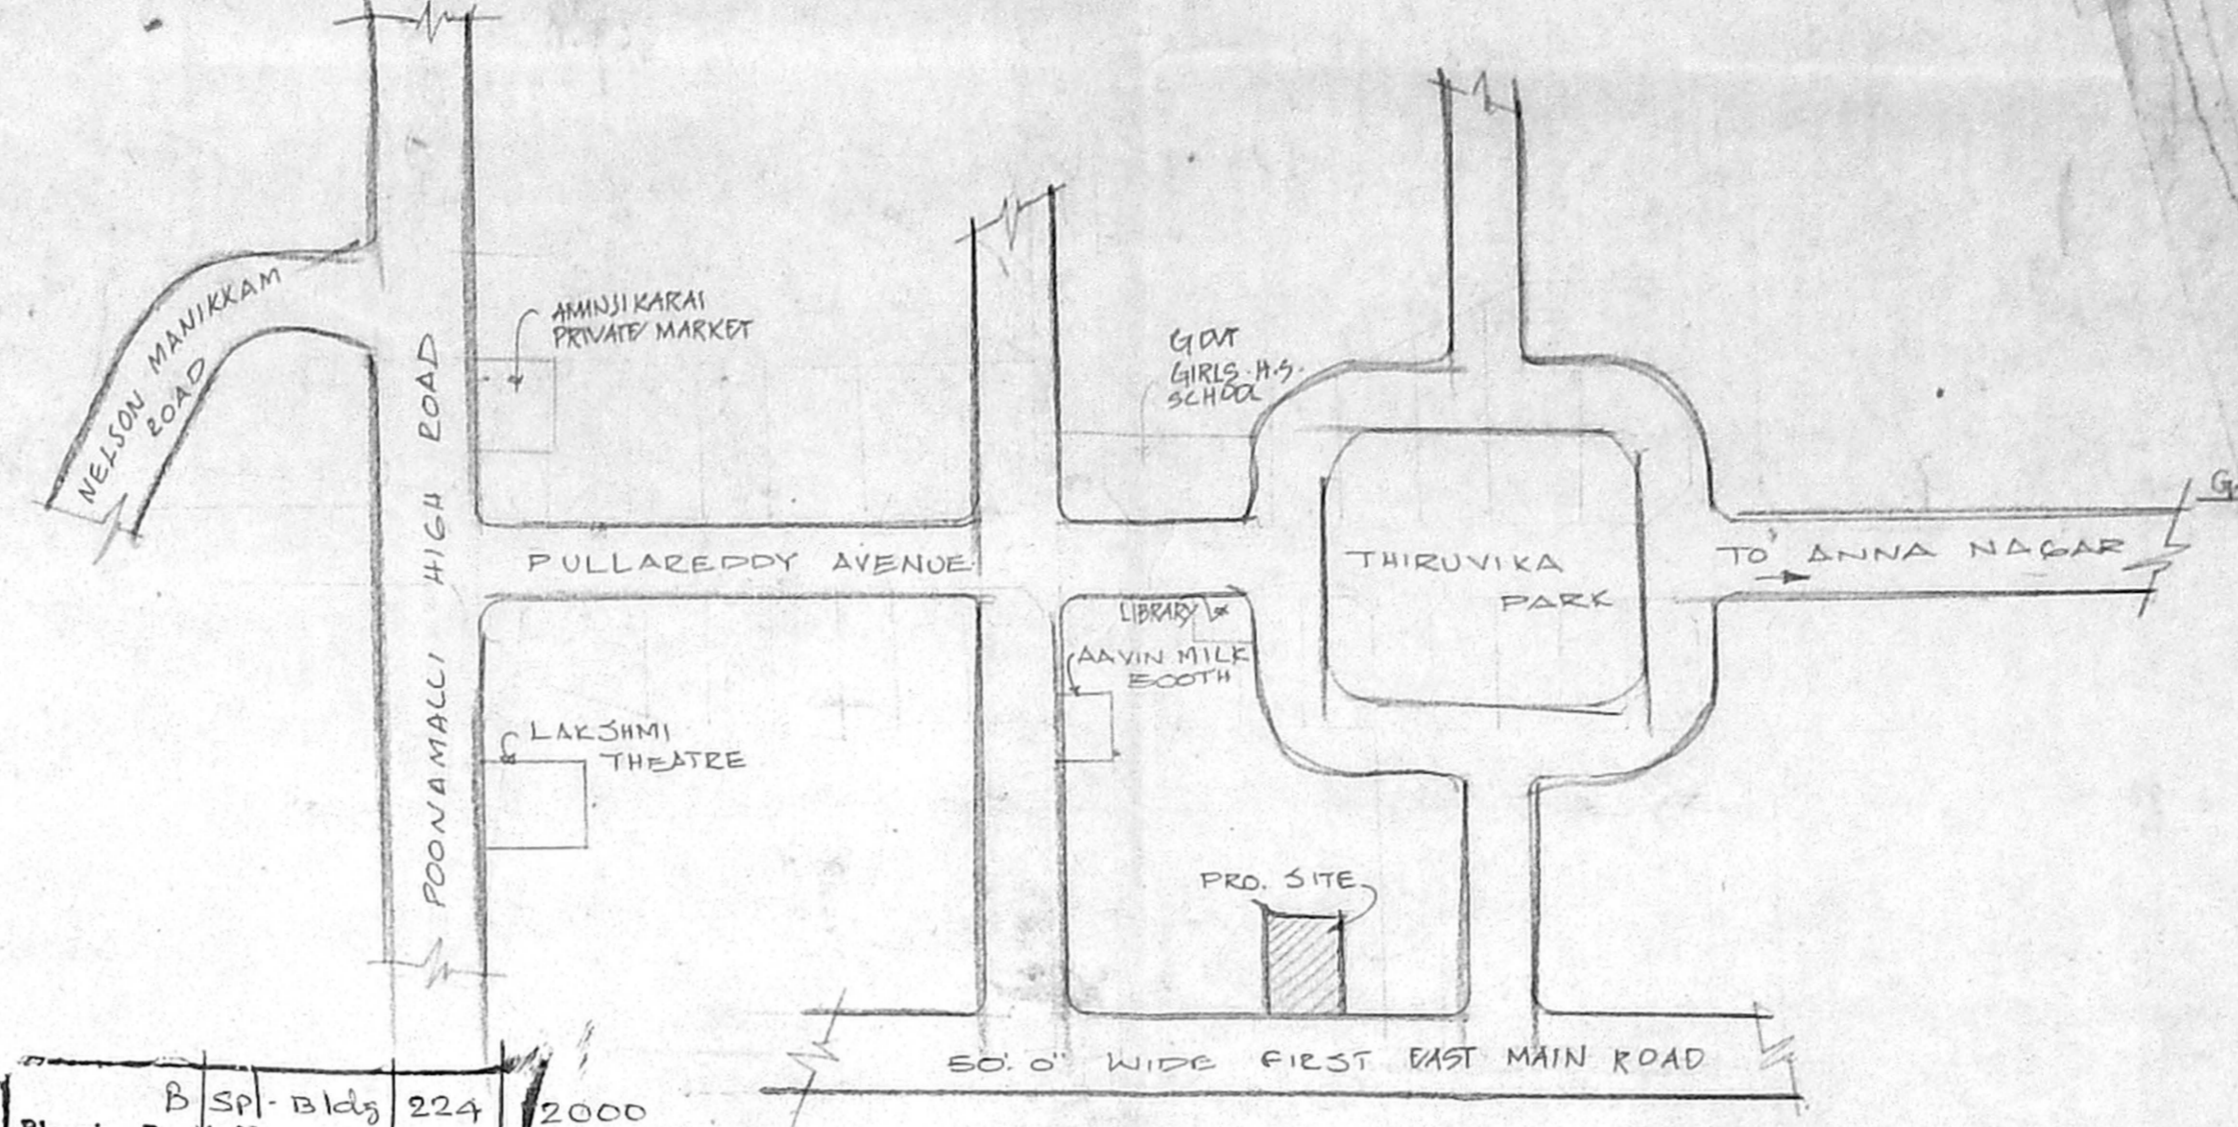 NELSON MANIKKAM
ROAD
POONAMALLI HIGH ROAD
AMINJIKARAI
PRIVATE MARKET
GOVT
GIRLS.H.S.
SCHOOL
PULLAREDDY AVENUE
THIRUVIKA
PARK
TO ANNA NAGAR
LIBRARY
AAVIN MILK
BOOTH
LAKSHMI
THEATRE
PRO. SITE
50'.0" WIDE FIRST EAST MAIN ROAD
B SP - Bldg 224 2000